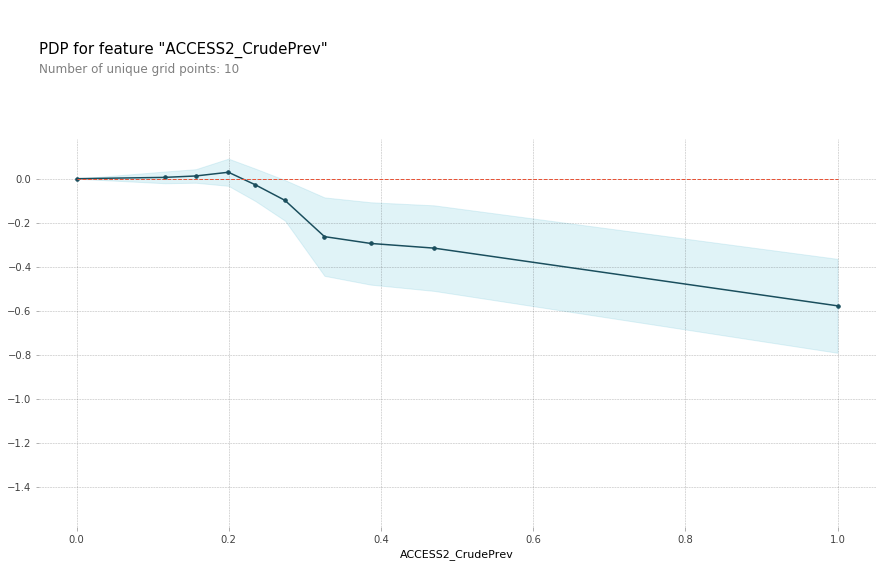 PDP for feature "ACCESS2_CrudePrev"
Number of unique grid points: 10
0.0
−0.2
−0.4
−0.6
−0.8
−1.0
−1.2
−1.4
0.0 0.2 0.4 0.6 0.8 1.0
ACCESS2_CrudePrev